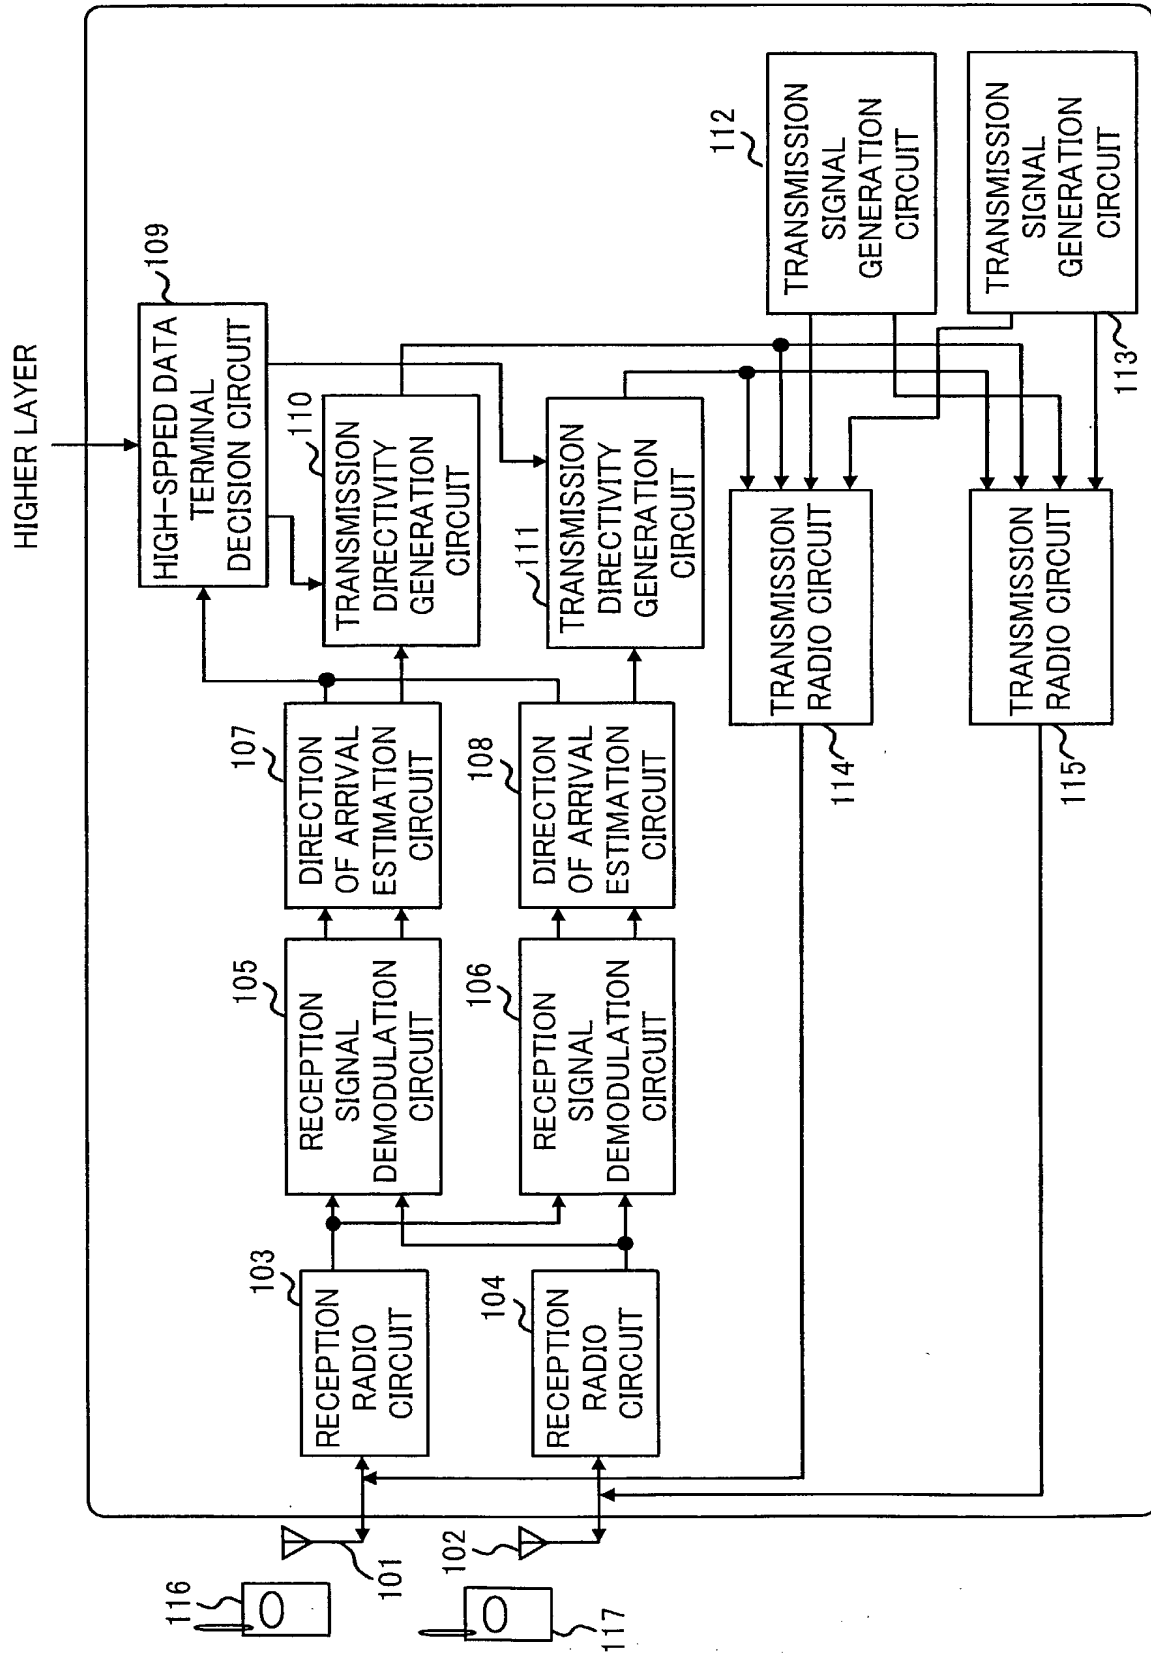 HIGHER LAYER
109
HIGH-SPPED DATA
TERMINAL
DECISION CIRCUIT
116
101
103
RECEPTION
RADIO
CIRCUIT
105
RECEPTION
SIGNAL
DEMODULATION
CIRCUIT
107
DIRECTION
OF ARRIVAL
ESTIMATION
CIRCUIT
110
TRANSMISSION
DIRECTIVITY
GENERATION
CIRCUIT
117
102
104
RECEPTION
RADIO
CIRCUIT
106
RECEPTION
SIGNAL
DEMODULATION
CIRCUIT
108
DIRECTION
OF ARRIVAL
ESTIMATION
CIRCUIT
111
TRANSMISSION
DIRECTIVITY
GENERATION
CIRCUIT
112
TRANSMISSION
SIGNAL
GENERATION
CIRCUIT
TRANSMISSION
RADIO CIRCUIT
114
TRANSMISSION
SIGNAL
GENERATION
CIRCUIT
113
TRANSMISSION
RADIO CIRCUIT
115